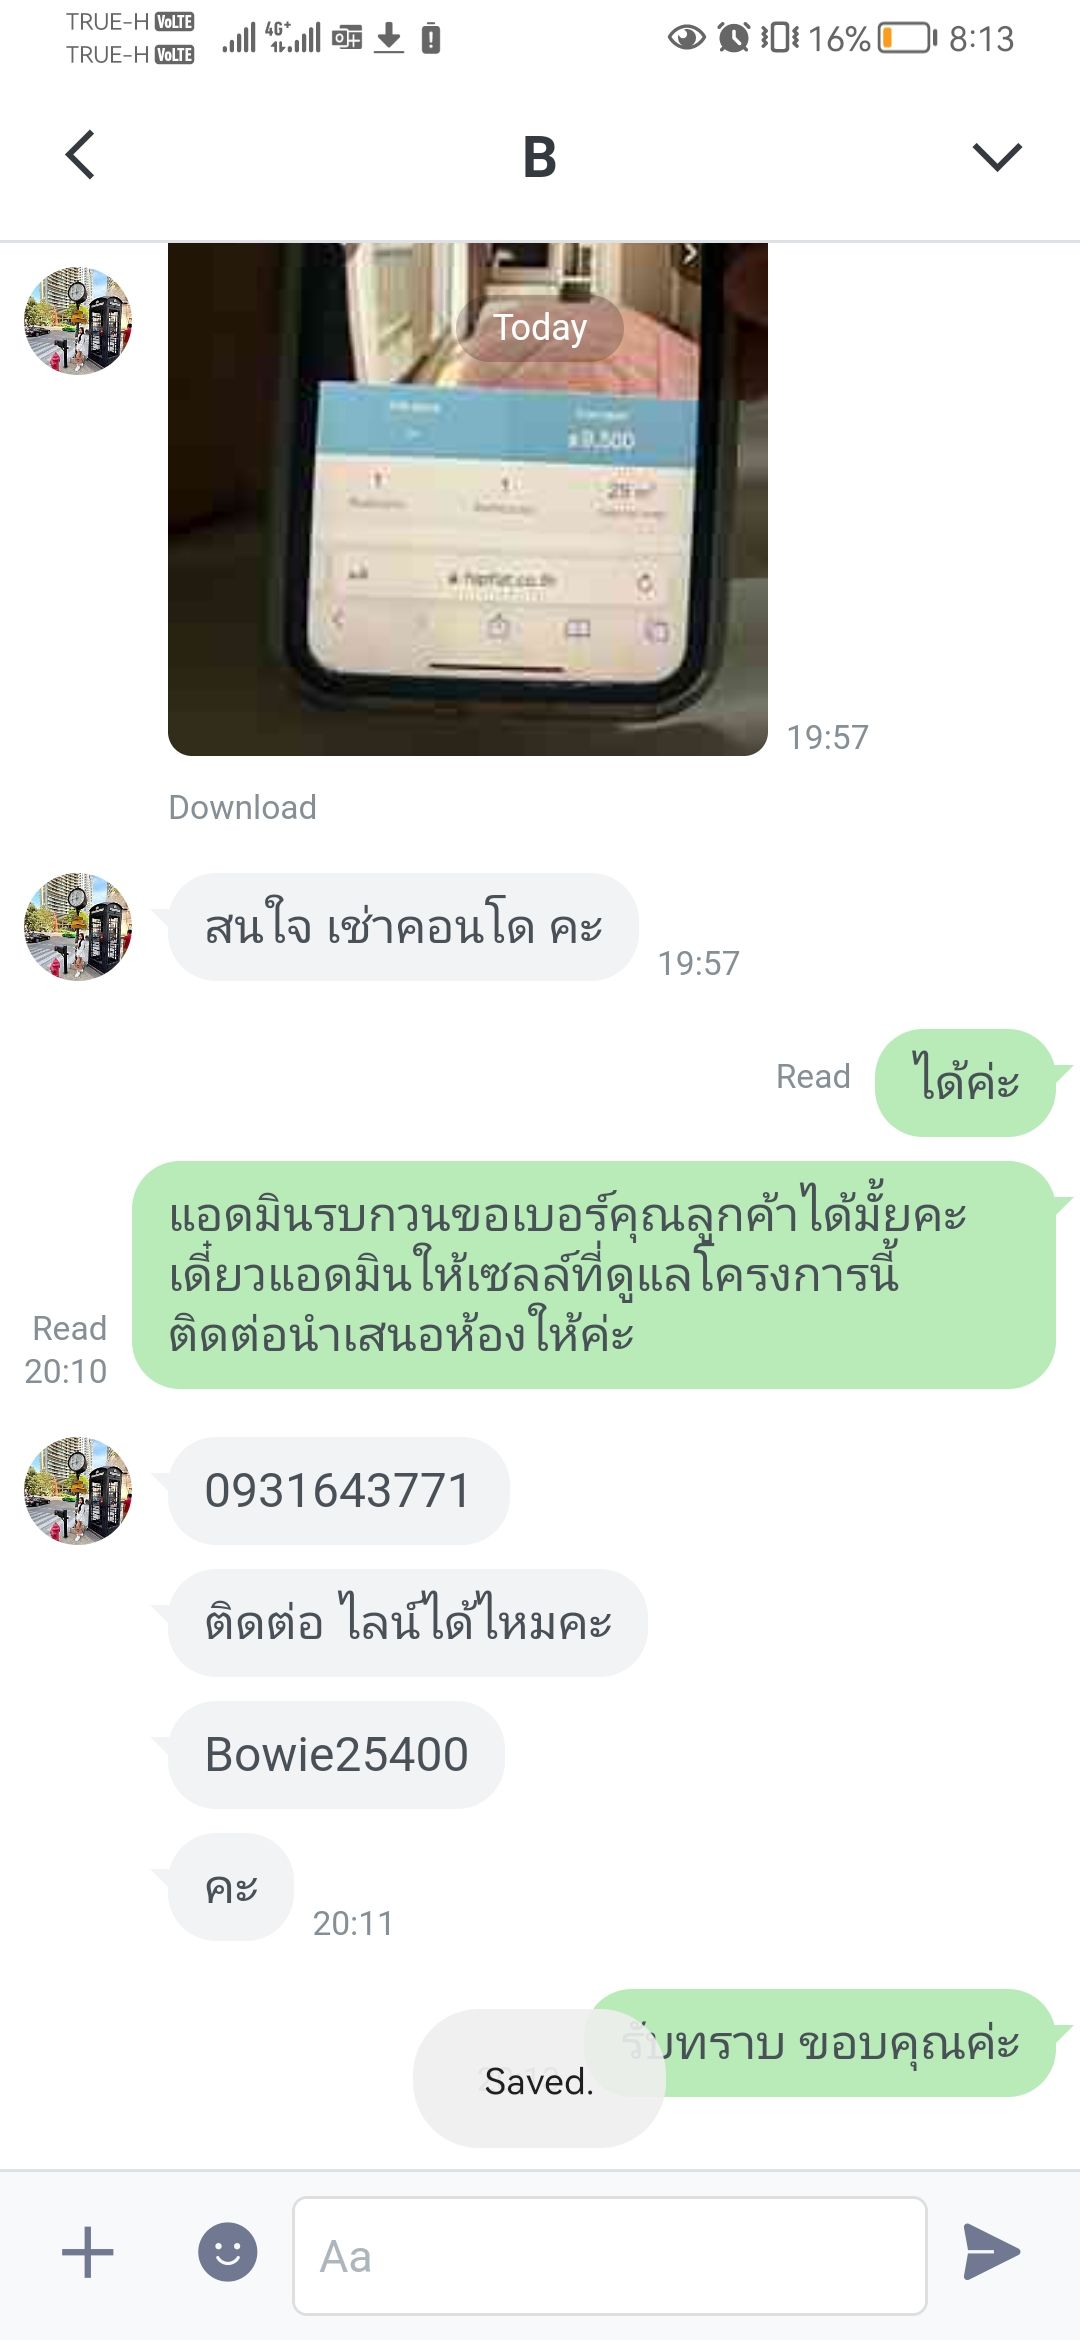 TRUE-H VoLTE
TRUE-H VoLTE
4G+
16% 8:13
B
Today
฿9,500
1 1 25 m²
19:57
Download
สนใจ เช่าคอนโด คะ
19:57
Read
ได้ค่ะ
แอดมินรบกวนขอเบอร์คุณลูกค้าได้มั้ยคะ
เดี๋ยวแอดมินให้เซลล์ที่ดูแลโครงการนี้
ติดต่อนำเสนอห้องให้ค่ะ
Read
20:10
0931643771
ติดต่อ ไลน์ได้ไหมคะ
Bowie25400
คะ
20:11
รับทราบ ขอบคุณค่ะ
Saved.
Aa